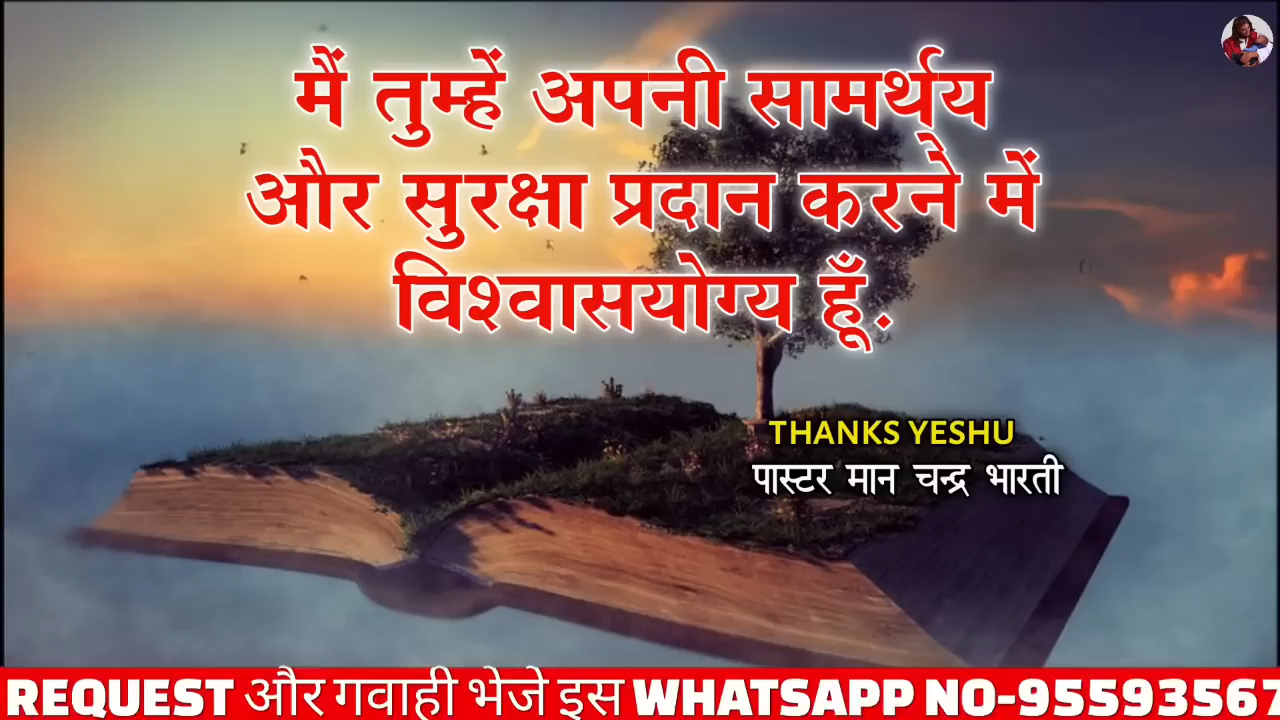 मैं तुम्हें अपनी सामर्थ्य
और सुरक्षा प्रदान करने में
विश्वासयोग्य हूँ.
THANKS YESHU
पास्टर मान चन्द्र भारती
REQUEST और गवाही भेजे इस WHATSAPP NO-95593567